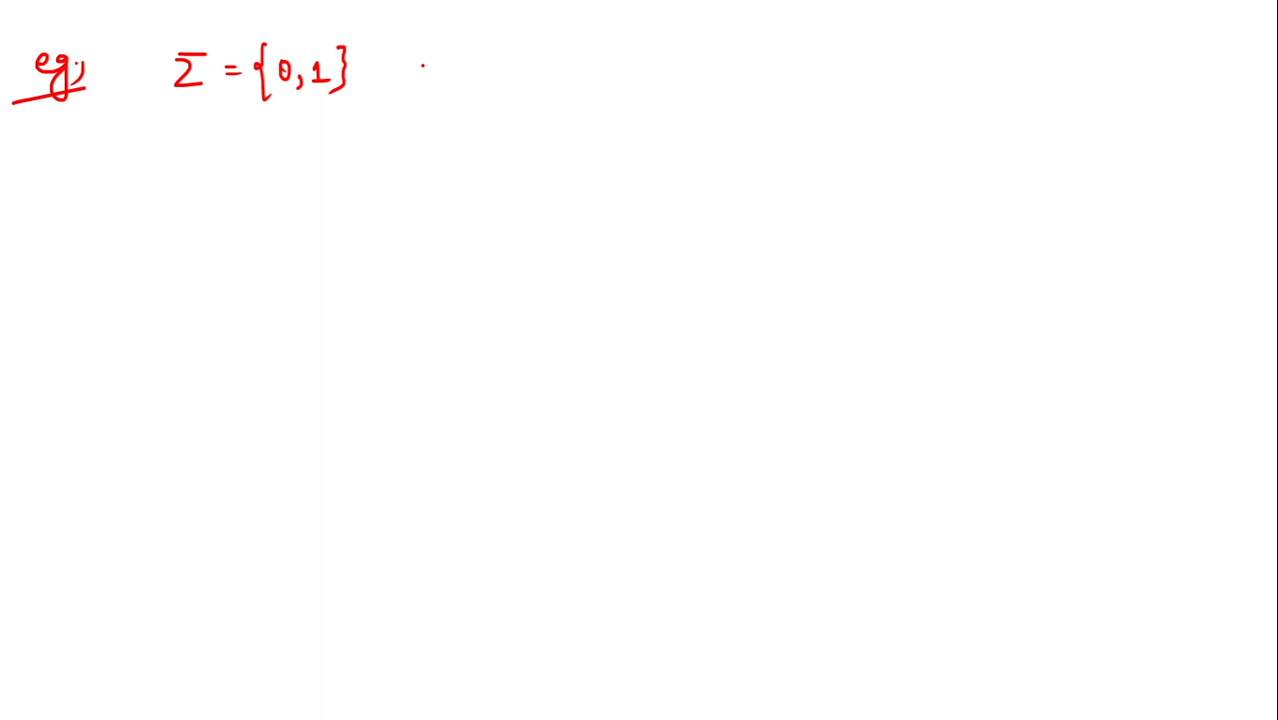 eg; Σ = {0, 1}